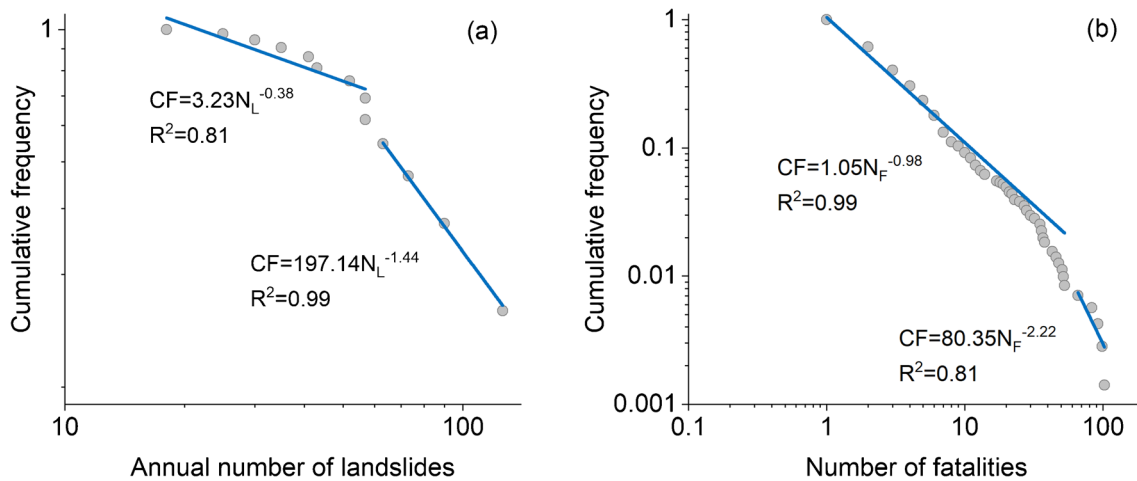 (a)
Cumulative frequency
1
CF=3.23N_L^-0.38
R²=0.81
CF=197.14N_L^-1.44
R²=0.99
10 100
Annual number of landslides
(b)
Cumulative frequency
1
0.1
0.01
0.001
CF=1.05N_F^-0.98
R²=0.99
CF=80.35N_F^-2.22
R²=0.81
0.1 1 10 100
Number of fatalities